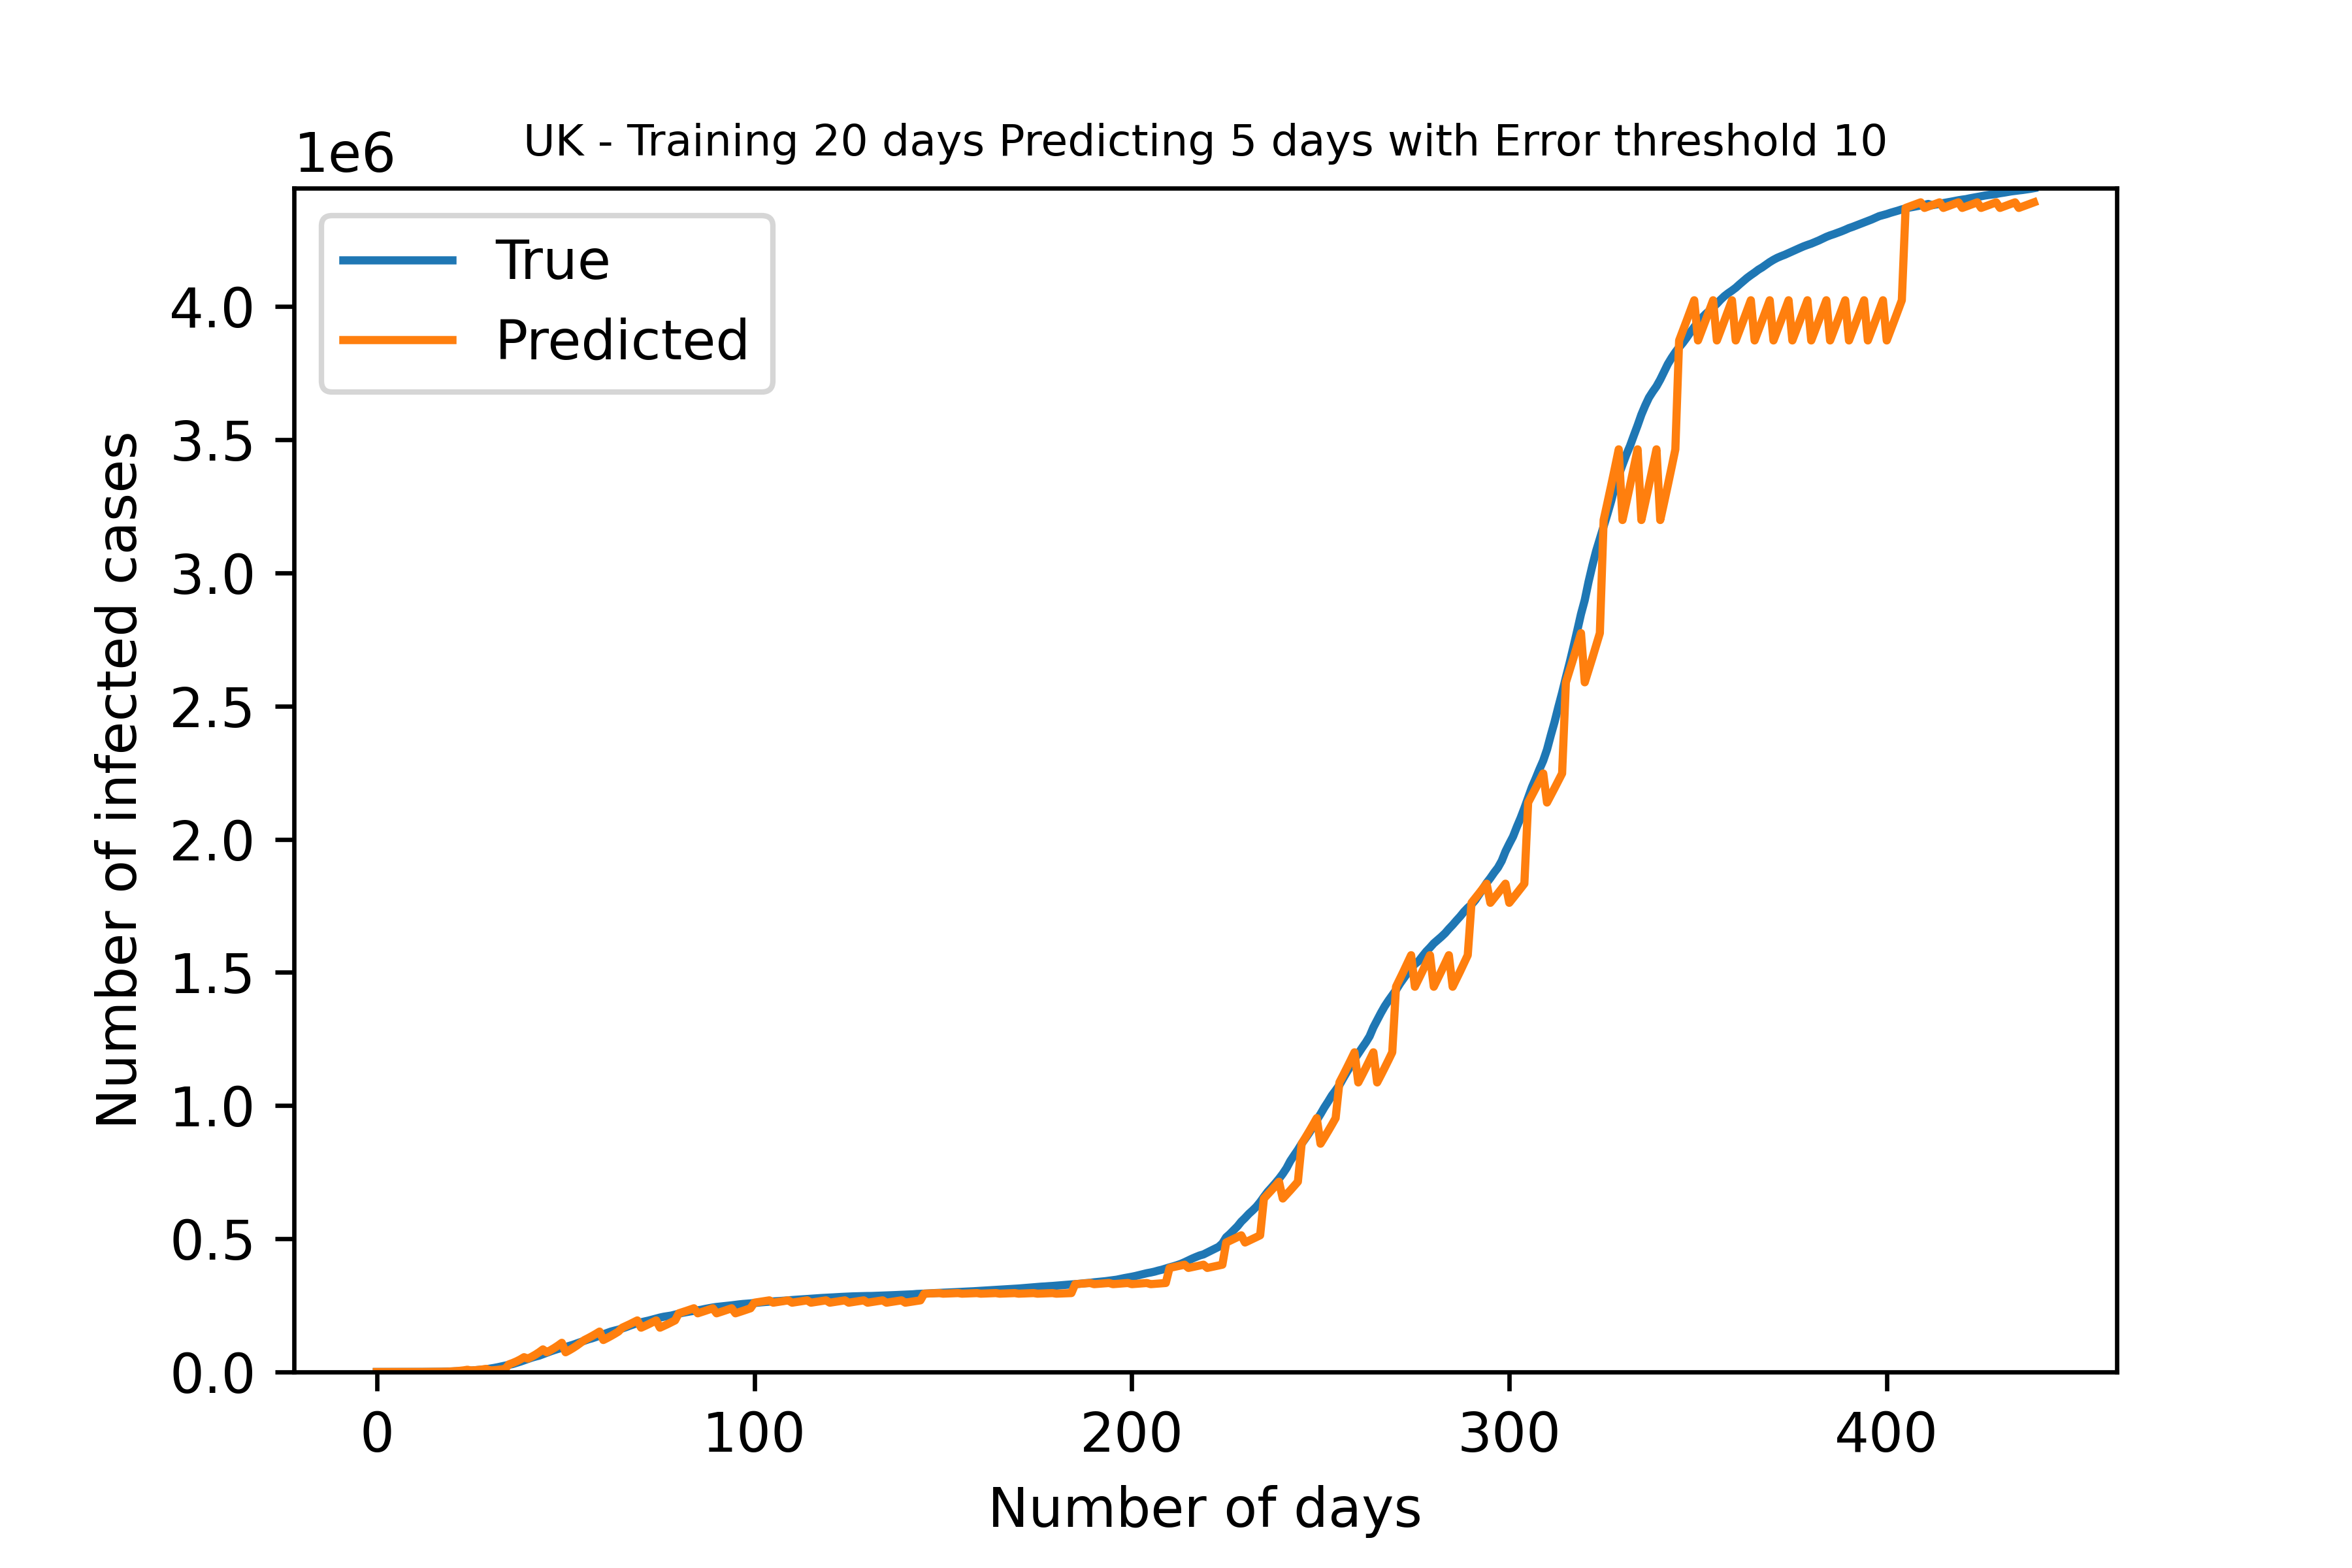 UK - Training 20 days Predicting 5 days with Error threshold 10
1e6
True
Predicted
4.0
3.5
3.0
2.5
2.0
1.5
1.0
0.5
0.0
Number of infected cases
0 100 200 300 400
Number of days